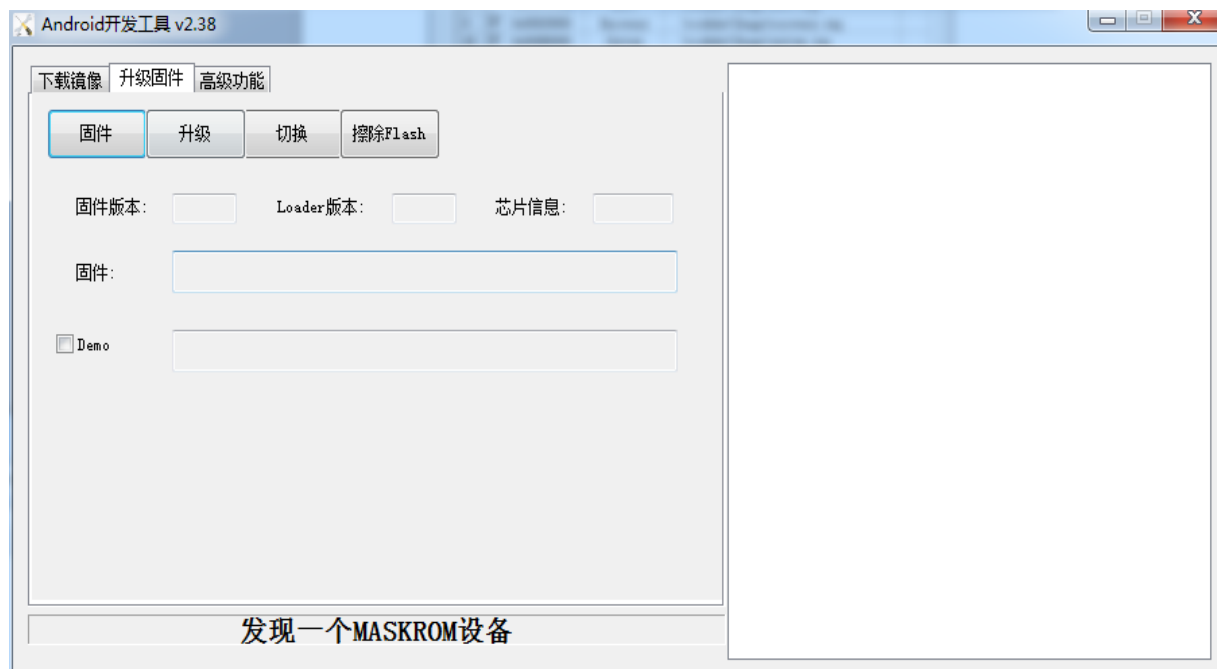 Android开发工具 v2.38
下载镜像 升级固件 高级功能
固件 升级 切换 擦除Flash
固件版本: Loader版本: 芯片信息:
固件:
Demo
发现一个MASKROM设备